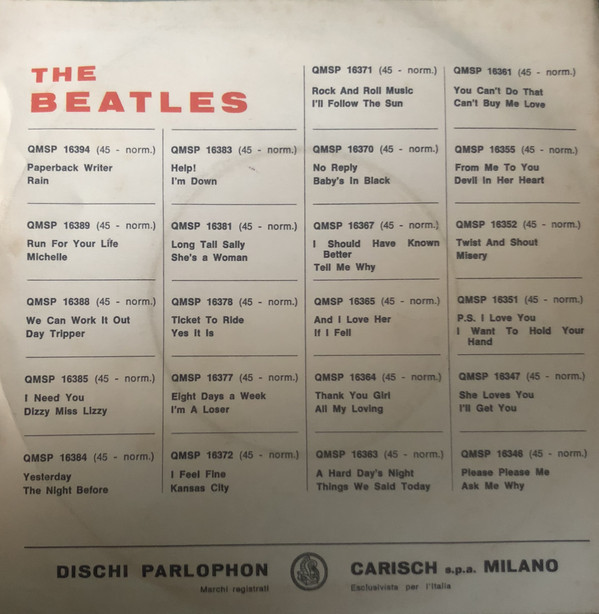 THE
BEATLES
QMSP 16394 (45 - norm.)
Paperback Writer
Rain
QMSP 16389 (45 - norm.)
Run For Your Life
Michelle
QMSP 16388 (45 - norm.)
We Can Work It Out
Day Tripper
QMSP 16385 (45 - norm.)
I Need You
Dizzy Miss Lizzy
QMSP 16384 (45 - norm.)
Yesterday
The Night Before
QMSP 16383 (45 - norm.)
Help!
I'm Down
QMSP 16381 (45 - norm.)
Long Tall Sally
She's a Woman
QMSP 16378 (45 - norm.)
Ticket To Ride
Yes It Is
QMSP 16377 (45 - norm.)
Eight Days a Week
I'm A Loser
QMSP 16372 (45 - norm.)
I Feel Fine
Kansas City
QMSP 16371 (45 - norm.)
Rock And Roll Music
I'll Follow The Sun
QMSP 16370 (45 - norm.)
No Reply
Baby's In Black
QMSP 16367 (45 - norm.)
I Should Have Known
Better
Tell Me Why
QMSP 16365 (45 - norm.)
And I Love Her
If I Fell
QMSP 16364 (45 - norm.)
Thank You Girl
All My Loving
QMSP 16363 (45 - norm.)
A Hard Day's Night
Things We Said Today
QMSP 16361 (45 - norm.)
You Can't Do That
Can't Buy Me Love
QMSP 16355 (45 - norm.)
From Me To You
Devil In Her Heart
QMSP 16352 (45 - norm.)
Twist And Shout
Misery
QMSP 16351 (45 - norm.)
P.S. I Love You
I Want To Hold Your
Hand
QMSP 16347 (45 - norm.)
She Loves You
I'll Get You
QMSP 16346 (45 - norm.)
Please Please Me
Ask Me Why
DISCHI PARLOPHON
Marchi registrati
CARISCH s.p.a. MILANO
Esclusivista per l'Italia